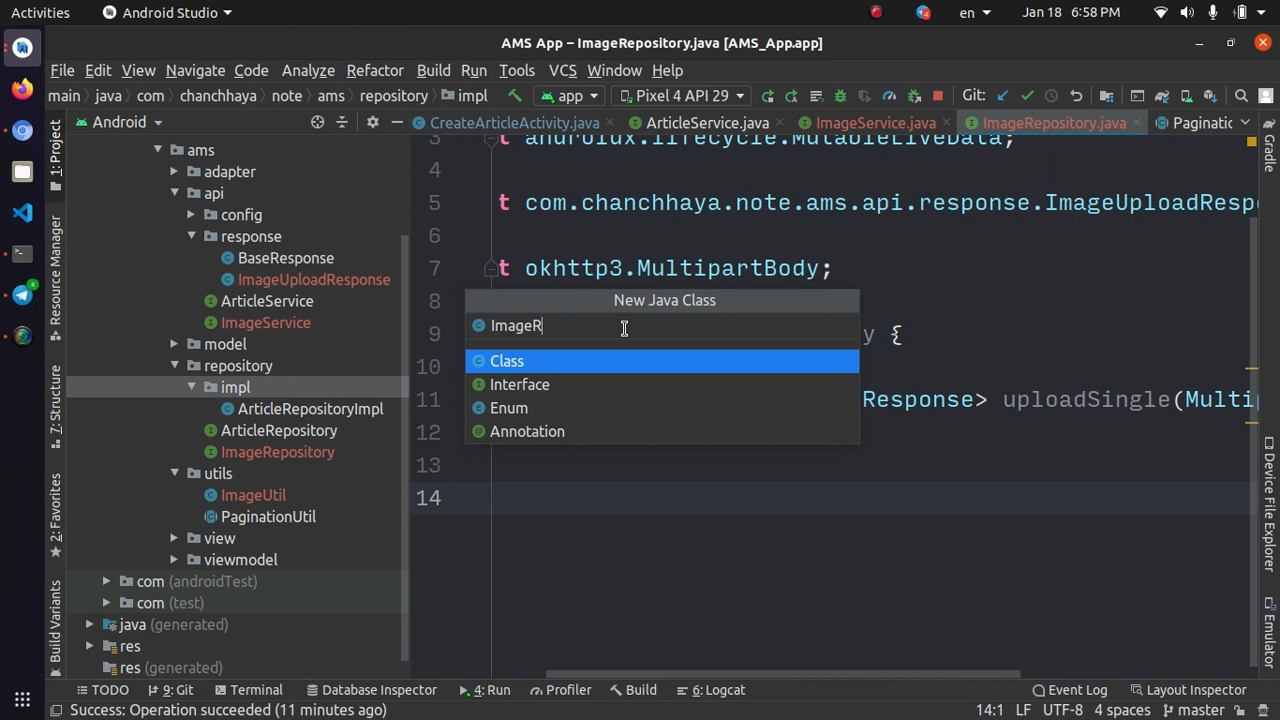 Activities Android Studio en Jan 18 6:58 PM
AMS App – ImageRepository.java [AMS_App.app]
File Edit View Navigate Code Analyze Refactor Build Run Tools VCS Window Help
main java com chanchhaya note ams repository impl app Pixel 4 API 29 Git:
Android CreateArticleActivity.java ArticleService.java ImageService.java ImageRepository.java Paginatic
1: Project
Resource Manager
7: Structure
2: Favorites
Build Variants
ams
adapter
api
config
response
BaseResponse
ImageUploadResponse
ArticleService
ImageService
model
repository
impl
ArticleRepositoryImpl
ArticleRepository
ImageRepository
utils
ImageUtil
PaginationUtil
view
viewmodel
com (androidTest)
com (test)
java (generated)
res
res (generated)
3 t androidx.lifecycle.MutableLiveData;
4
5 t com.chanchhaya.note.ams.api.response.ImageUploadRespo
6
7 t okhttp3.MultipartBody;
8
9 y {
10
11 Response> uploadSingle(Multip
12
13
14
New Java Class
ImageR
Class
Interface
Enum
Annotation
Gradle
Device File Explorer
Emulator
TODO 9: Git Terminal Database Inspector 4: Run Profiler Build 6: Logcat Event Log Layout Inspector
Success: Operation succeeded (11 minutes ago) 14:1 LF UTF-8 4 spaces master